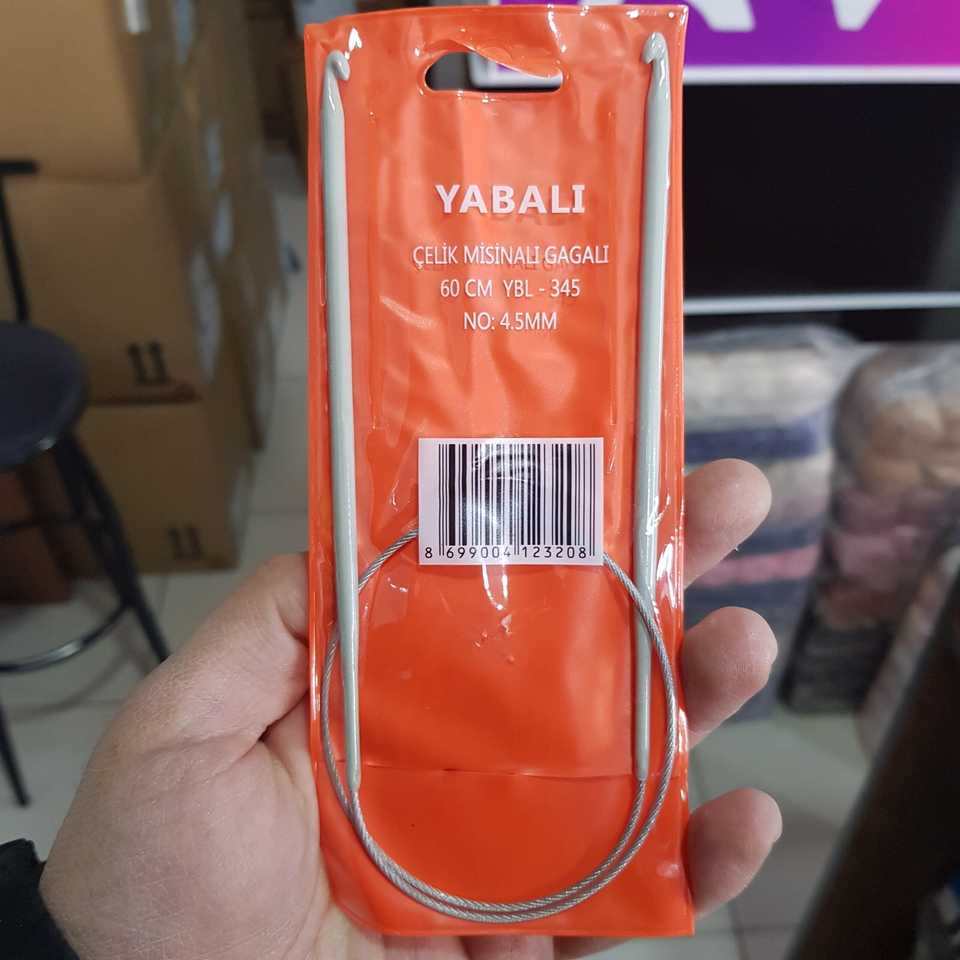 YABALI
ÇELİK MİSİNALI GAGALI
60 CM YBL - 345
NO: 4.5MM
8 699004 123208